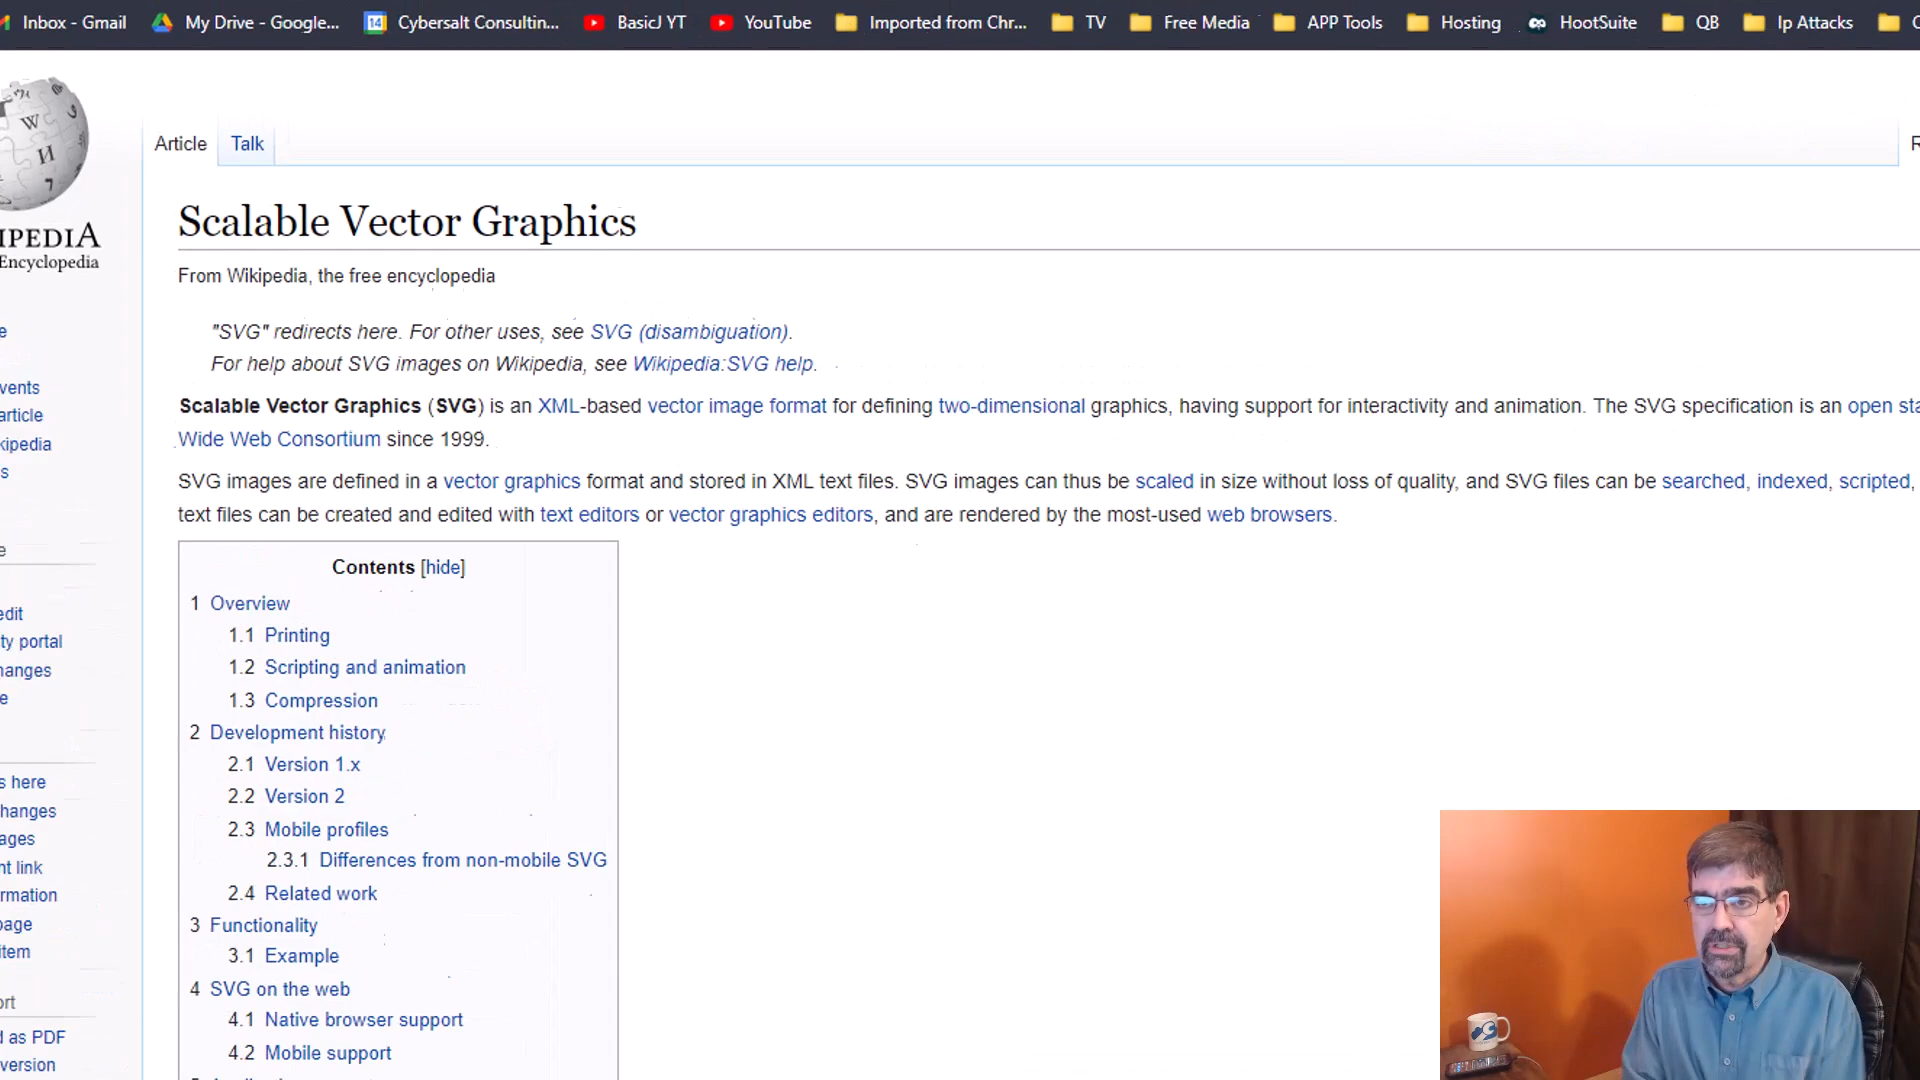 Inbox - Gmail My Drive - Google... Cybersalt Consultin... BasicJ YT YouTube Imported from Chr... TV Free Media APP Tools Hosting HootSuite QB Ip Attacks
IPEDIA
Encyclopedia
Article Talk
Scalable Vector Graphics
From Wikipedia, the free encyclopedia
"SVG" redirects here. For other uses, see SVG (disambiguation).
For help about SVG images on Wikipedia, see Wikipedia:SVG help.
Scalable Vector Graphics (SVG) is an XML-based vector image format for defining two-dimensional graphics, having support for interactivity and animation. The SVG specification is an open sta
Wide Web Consortium since 1999.
SVG images are defined in a vector graphics format and stored in XML text files. SVG images can thus be scaled in size without loss of quality, and SVG files can be searched, indexed, scripted,
text files can be created and edited with text editors or vector graphics editors, and are rendered by the most-used web browsers.
Contents [hide]
1 Overview
1.1 Printing
1.2 Scripting and animation
1.3 Compression
2 Development history
2.1 Version 1.x
2.2 Version 2
2.3 Mobile profiles
2.3.1 Differences from non-mobile SVG
2.4 Related work
3 Functionality
3.1 Example
4 SVG on the web
4.1 Native browser support
4.2 Mobile support
e
vents
article
kipedia
s
e
edit
ty portal
hanges
e
s here
hanges
ages
nt link
rmation
page
item
ort
d as PDF
version